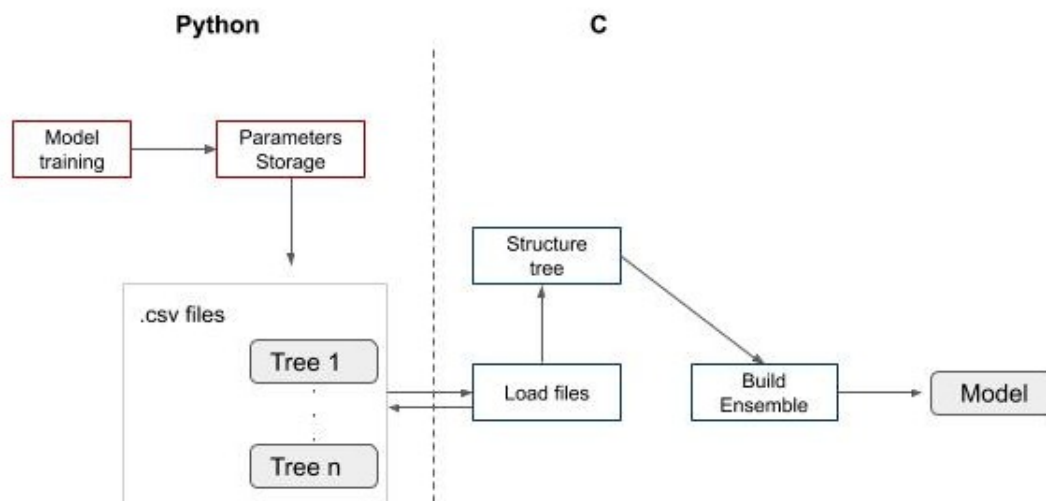 Python
C
Model
training
Parameters
Storage
Structure
tree
.csv files
Tree 1
Load files
Build
Ensemble
Model
Tree n